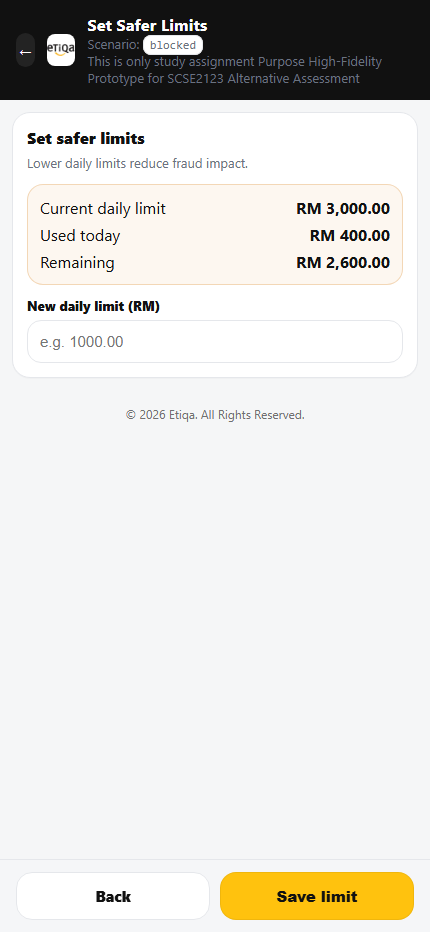 Set Safer Limits
Scenario: blocked
This is only study assignment Purpose High-Fidelity
Prototype for SCSE2123 Alternative Assessment
←
etiqa
Set safer limits
Lower daily limits reduce fraud impact.
Current daily limit RM 3,000.00
Used today RM 400.00
Remaining RM 2,600.00
New daily limit (RM)
e.g. 1000.00
© 2026 Etiqa. All Rights Reserved.
Back Save limit